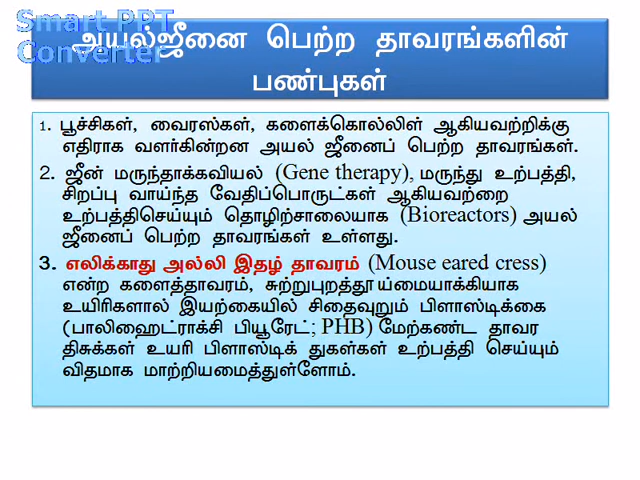 Smart PPT
Converter
அயல்ஜீனை பெற்ற தாவரங்களின்
பண்புகள்
1. பூச்சிகள், வைரஸ்கள், களைக்கொல்லிள் ஆகியவற்றிக்கு
எதிராக வளர்கின்றன அயல் ஜீனைப் பெற்ற தாவரங்கள்.
2. ஜீன் மருந்தாக்கவியல் (Gene therapy), மருந்து உற்பத்தி,
சிறப்பு வாய்ந்த வேதிப்பொருட்கள் ஆகியவற்றை
உற்பத்திசெய்யும் தொழிற்சாலையாக (Bioreactors) அயல்
ஜீனைப் பெற்ற தாவரங்கள் உள்ளது.
3. எலிக்காது அல்லி இதழ் தாவரம் (Mouse eared cress)
என்ற களைத்தாவரம், சுற்றுபுறத்தூய்மையாக்கியாக
உயிரிகளால் இயற்கையில் சிதைவுறும் பிளாஸ்டிக்கை
(பாலிஹைட்ராக்சி பியூரேட்; PHB) மேற்கண்ட தாவர
திசுக்கள் உயரி பிளாஸ்டிக் துகள்கள் உற்பத்தி செய்யும்
விதமாக மாற்றியமைத்துள்ளோம்.